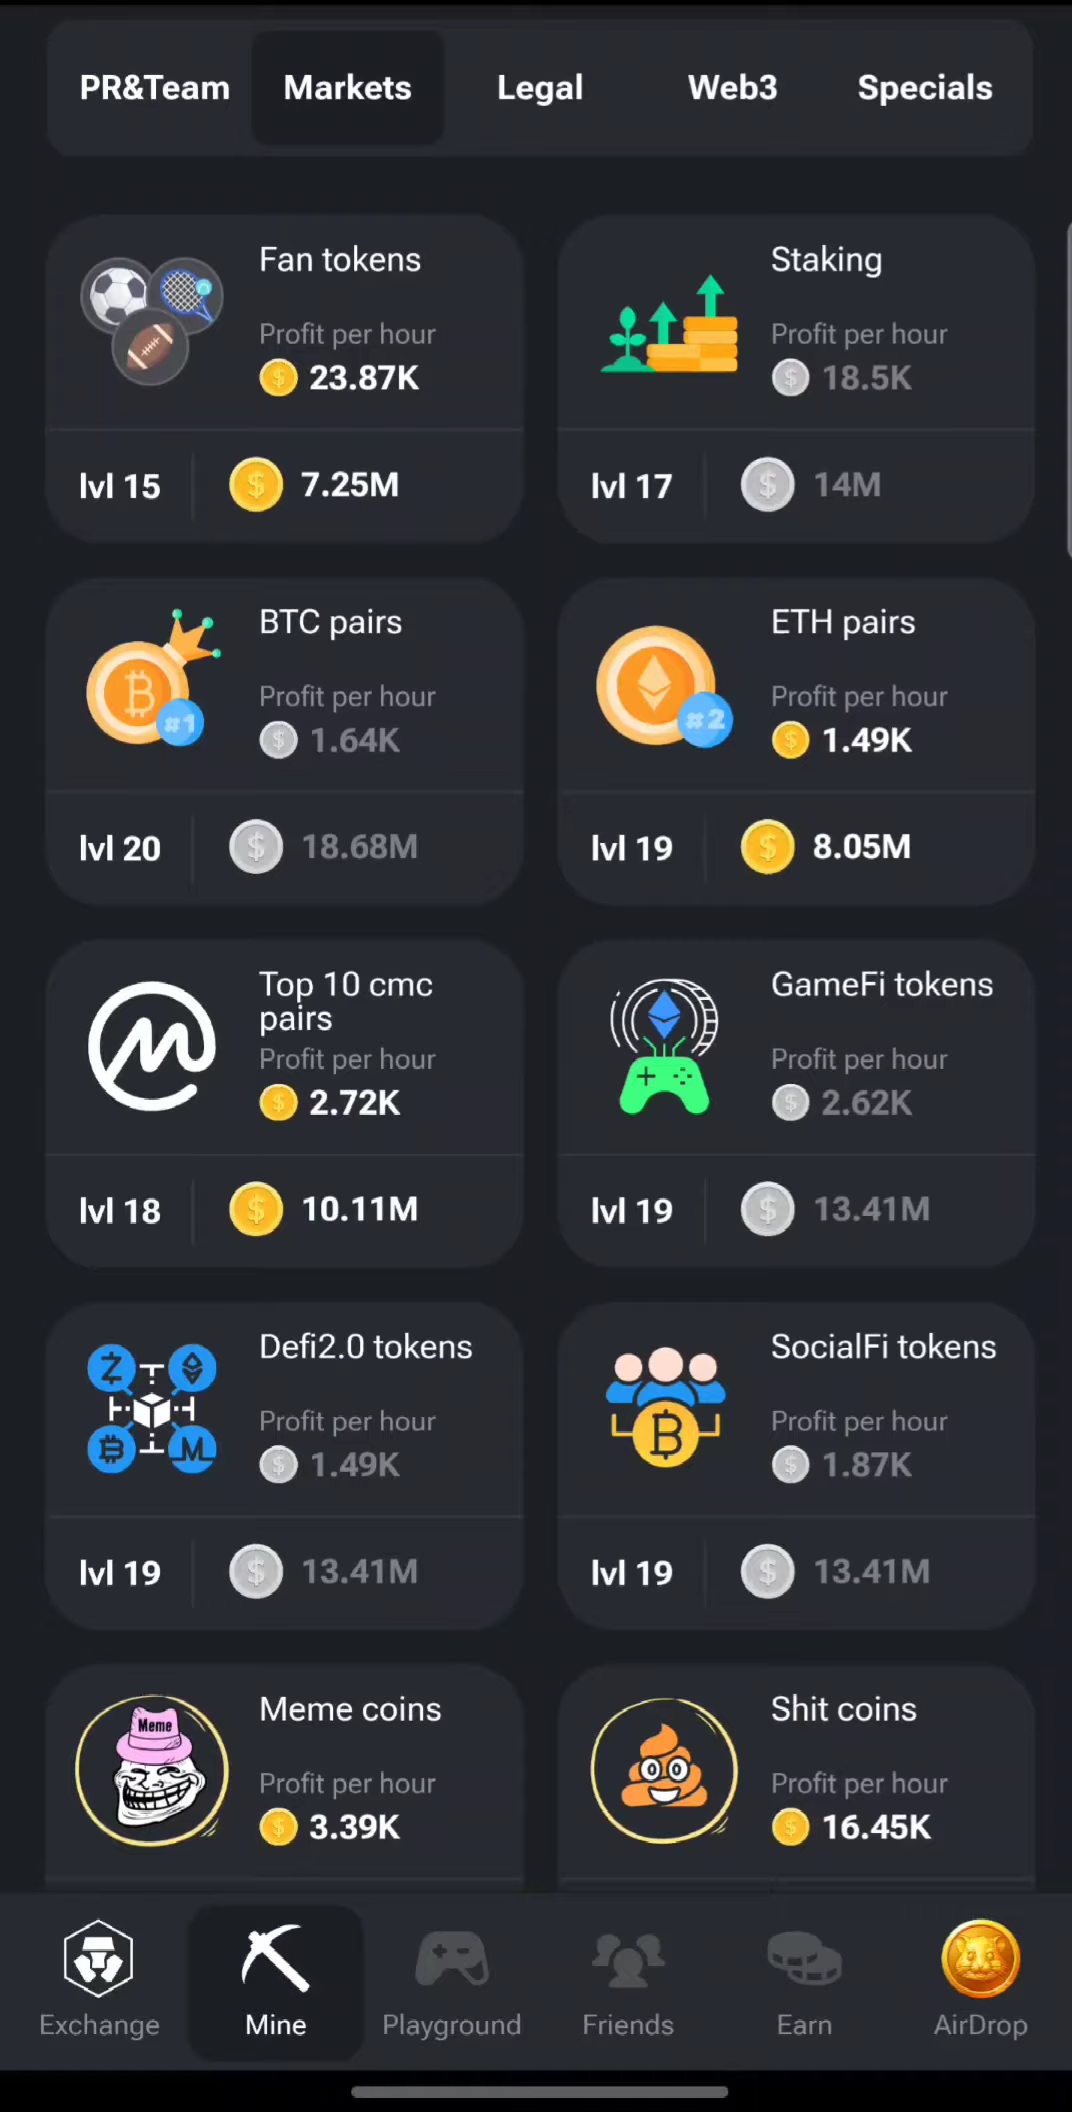 PR&Team
Markets
Legal
Web3
Specials
Fan tokens
Profit per hour
23.87K
lvl 15
7.25M
Staking
Profit per hour
18.5K
lvl 17
14M
BTC pairs
#1
Profit per hour
1.64K
lvl 20
18.68M
ETH pairs
#2
Profit per hour
1.49K
lvl 19
8.05M
Top 10 cmc
pairs
Profit per hour
2.72K
lvl 18
10.11M
GameFi tokens
Profit per hour
2.62K
lvl 19
13.41M
Defi2.0 tokens
Profit per hour
1.49K
lvl 19
13.41M
SocialFi tokens
Profit per hour
1.87K
lvl 19
13.41M
Meme
Meme coins
Profit per hour
3.39K
Shit coins
Profit per hour
16.45K
Exchange
Mine
Playground
Friends
Earn
AirDrop